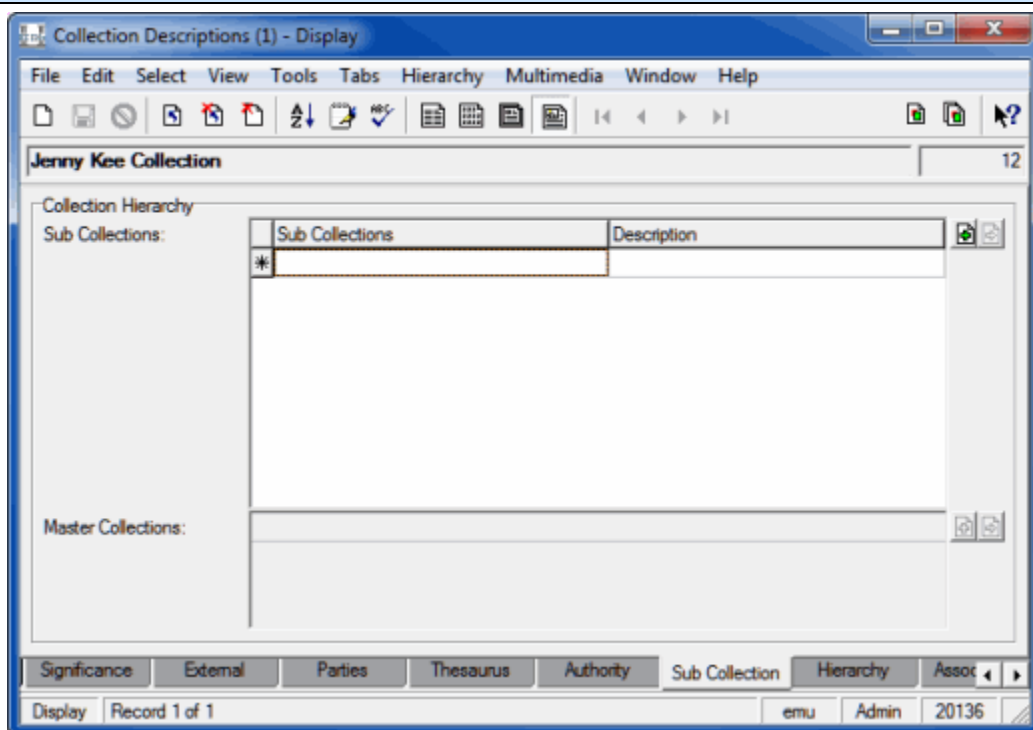 Collection Descriptions (1) - Display
File Edit Select View Tools Tabs Hierarchy Multimedia Window Help
Jenny Kee Collection 12
Collection Hierarchy
Sub Collections: Sub Collections Description
Master Collections:
Significance External Parties Thesaurus Authority Sub Collection Hierarchy Assoc
Display Record 1 of 1 emu Admin 20136